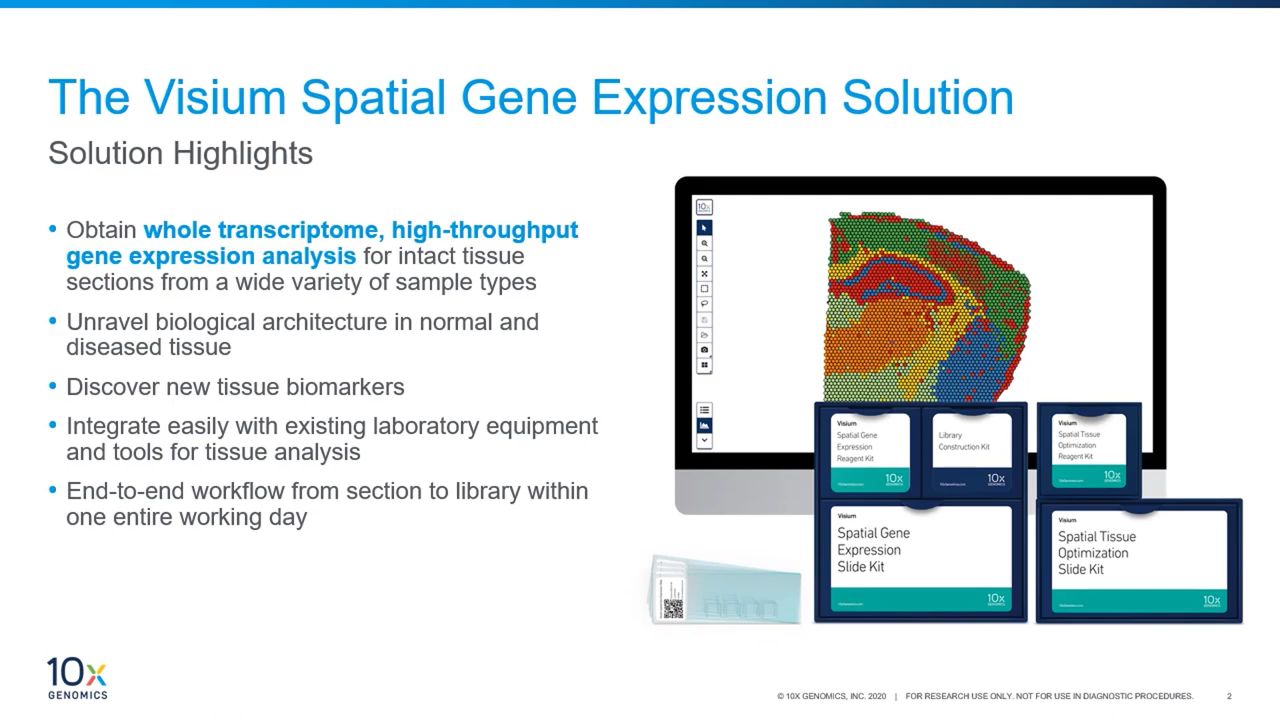 The Visium Spatial Gene Expression Solution
Solution Highlights
• Obtain whole transcriptome, high-throughput
gene expression analysis for intact tissue
sections from a wide variety of sample types
• Unravel biological architecture in normal and
diseased tissue
• Discover new tissue biomarkers
• Integrate easily with existing laboratory equipment
and tools for tissue analysis
• End-to-end workflow from section to library within
one entire working day
10x
GENOMICS
Visium
Spatial Gene
Expression
Reagent Kit
10x
GENOMICS
Library
Construction Kit
10x
GENOMICS
Visium
Spatial Tissue
Optimization
Reagent Kit
10x
GENOMICS
Visium
Spatial Gene
Expression
Slide Kit
10x
GENOMICS
Visium
Spatial Tissue
Optimization
Slide Kit
10x
GENOMICS
10x
GENOMICS
© 10X GENOMICS, INC. 2020 | FOR RESEARCH USE ONLY. NOT FOR USE IN DIAGNOSTIC PROCEDURES.
2